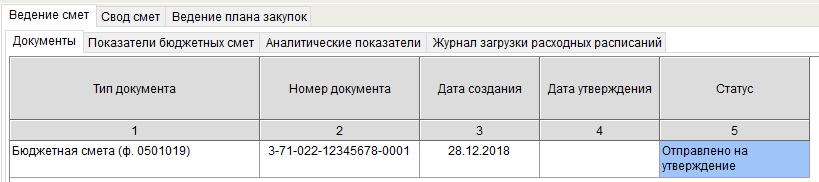 Ведение смет Свод смет Ведение плана закупок
Документы Показатели бюджетных смет Аналитические показатели Журнал загрузки расходных расписаний
Тип документа Номер документа Дата создания Дата утверждения Статус
1 2 3 4 5
Бюджетная смета (ф. 0501019) 3-71-022-12345678-0001 28.12.2018 Отправлено на
утверждение